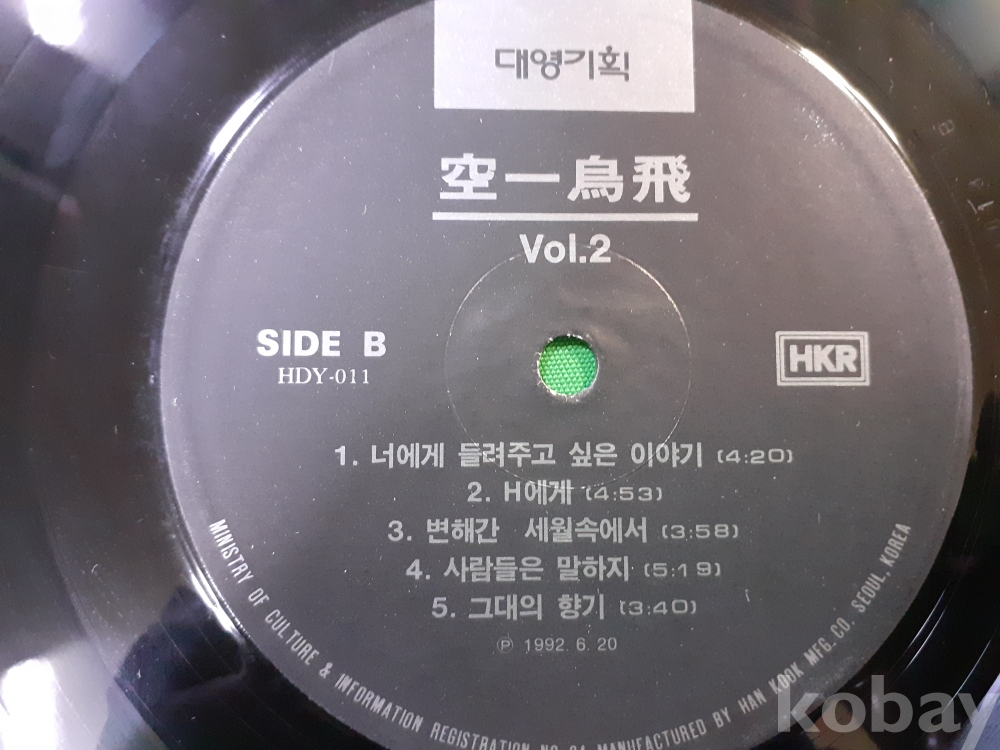 대영기획
空一鳥飛
Vol.2
SIDE B
HDY-011
HKR
1. 너에게 들려주고 싶은 이야기 (4:20)
2. H에게 (4:53)
3. 변해간 세월속에서 (3:58)
4. 사람들은 말하지 (5:19)
5. 그대의 향기 (3:40)
Ⓟ 1992. 6. 20
MINISTRY OF CULTURE & INFORMATION REGISTRATION NO. MANUFACTURED BY HAN KOOK MFG. CO. SEOUL, KOREA
kobay